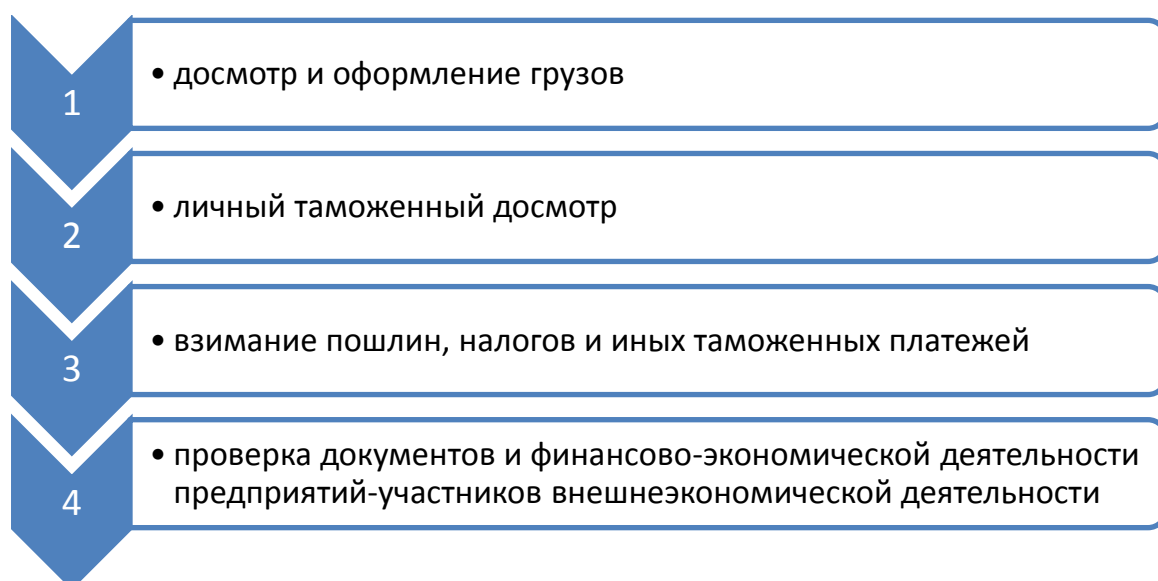 1
• досмотр и оформление грузов
2
• личный таможенный досмотр
3
• взимание пошлин, налогов и иных таможенных платежей
4
• проверка документов и финансово-экономической деятельности
предприятий-участников внешнеэкономической деятельности